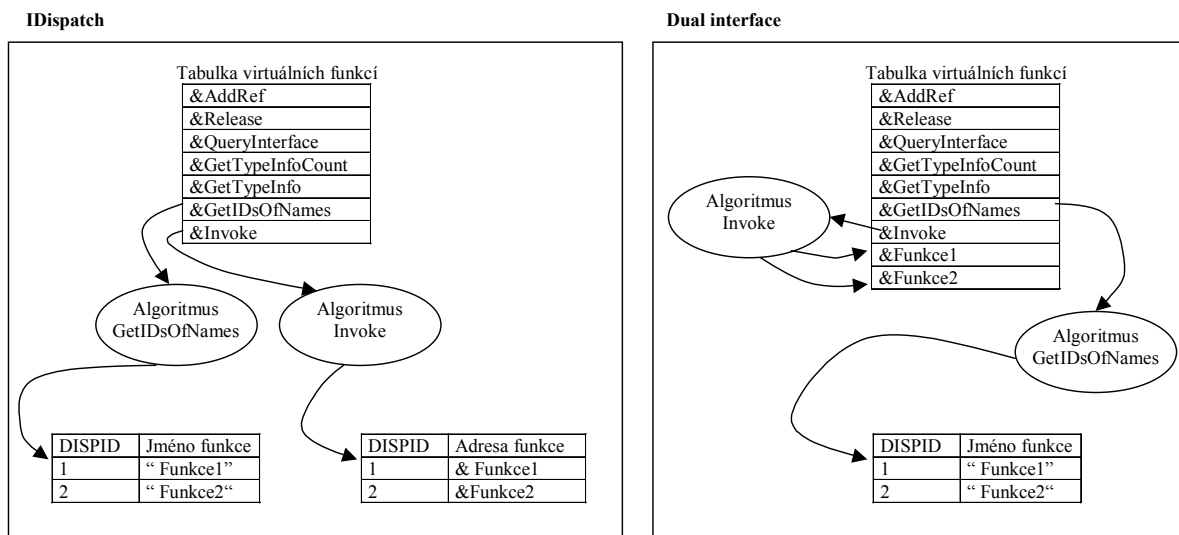 IDispatch
Tabulka virtuálních funkcí
&AddRef
&Release
&QueryInterface
&GetTypeInfoCount
&GetTypeInfo
&GetIDsOfNames
&Invoke
Algoritmus
GetIDsOfNames
Algoritmus
Invoke
DISPID Jméno funkce
1 “ Funkce1”
2 “ Funkce2“
DISPID Adresa funkce
1 & Funkce1
2 &Funkce2
Dual interface
Tabulka virtuálních funkcí
&AddRef
&Release
&QueryInterface
&GetTypeInfoCount
&GetTypeInfo
&GetIDsOfNames
&Invoke
&Funkce1
&Funkce2
Algoritmus
Invoke
Algoritmus
GetIDsOfNames
DISPID Jméno funkce
1 “ Funkce1”
2 “ Funkce2“